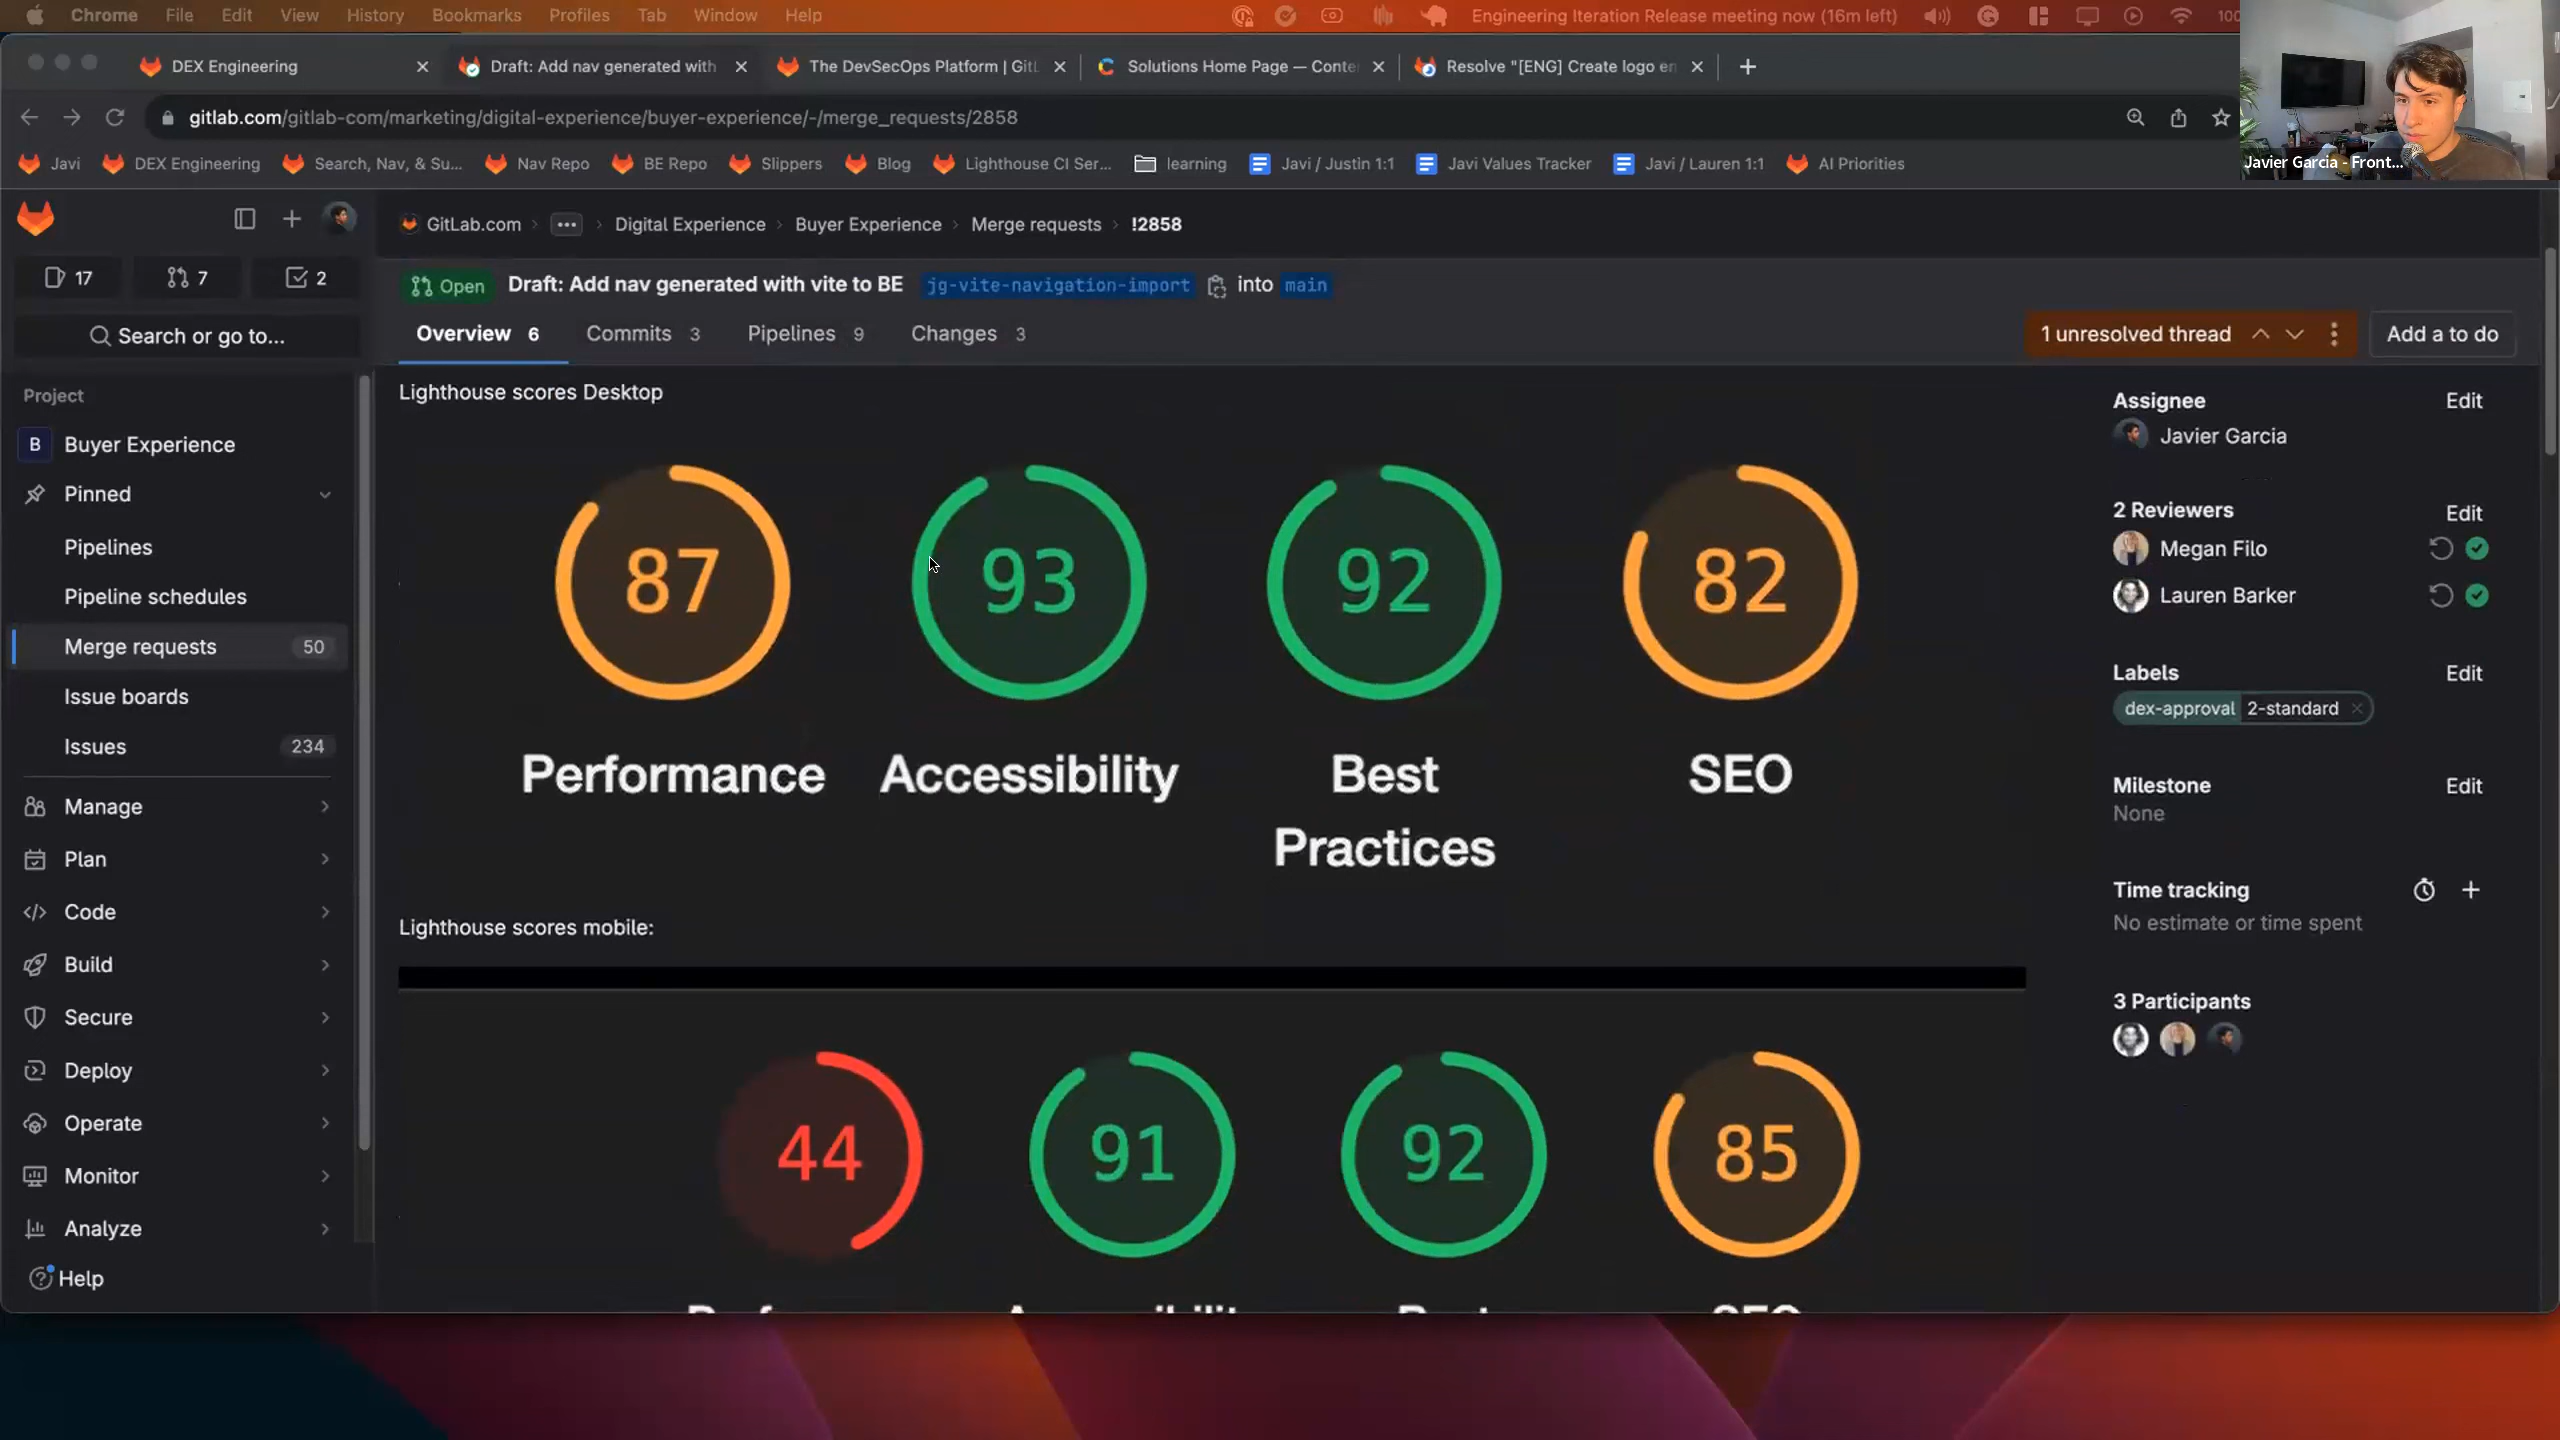 Chrome File Edit View History Bookmarks Profiles Tab Window Help
Engineering Iteration Release meeting now (16m left)
DEX Engineering
Draft: Add nav generated with
The DevSecOps Platform | GitL
Solutions Home Page — Conte
Resolve "[ENG] Create logo en
gitlab.com/gitlab-com/marketing/digital-experience/buyer-experience/-/merge_requests/2858
Javi DEX Engineering Search, Nav, & Su... Nav Repo BE Repo Slippers Blog Lighthouse CI Ser... learning Javi / Justin 1:1 Javi Values Tracker Javi / Lauren 1:1 AI Priorities
Javier Garcia - Front...
GitLab.com ... Digital Experience Buyer Experience Merge requests !2858
17 7 2
Search or go to...
Project
B Buyer Experience
Pinned
Pipelines
Pipeline schedules
Merge requests 50
Issue boards
Issues 234
Manage
Plan
Code
Build
Secure
Deploy
Operate
Monitor
Analyze
Help
Open Draft: Add nav generated with vite to BE jg-vite-navigation-import into main
Overview 6 Commits 3 Pipelines 9 Changes 3
1 unresolved thread
Add a to do
Lighthouse scores Desktop
87 93 92 82
Performance Accessibility Best Practices SEO
Lighthouse scores mobile:
44 91 92 85
Assignee Edit
Javier Garcia
2 Reviewers Edit
Megan Filo
Lauren Barker
Labels Edit
dex-approval 2-standard
Milestone Edit
None
Time tracking
No estimate or time spent
3 Participants